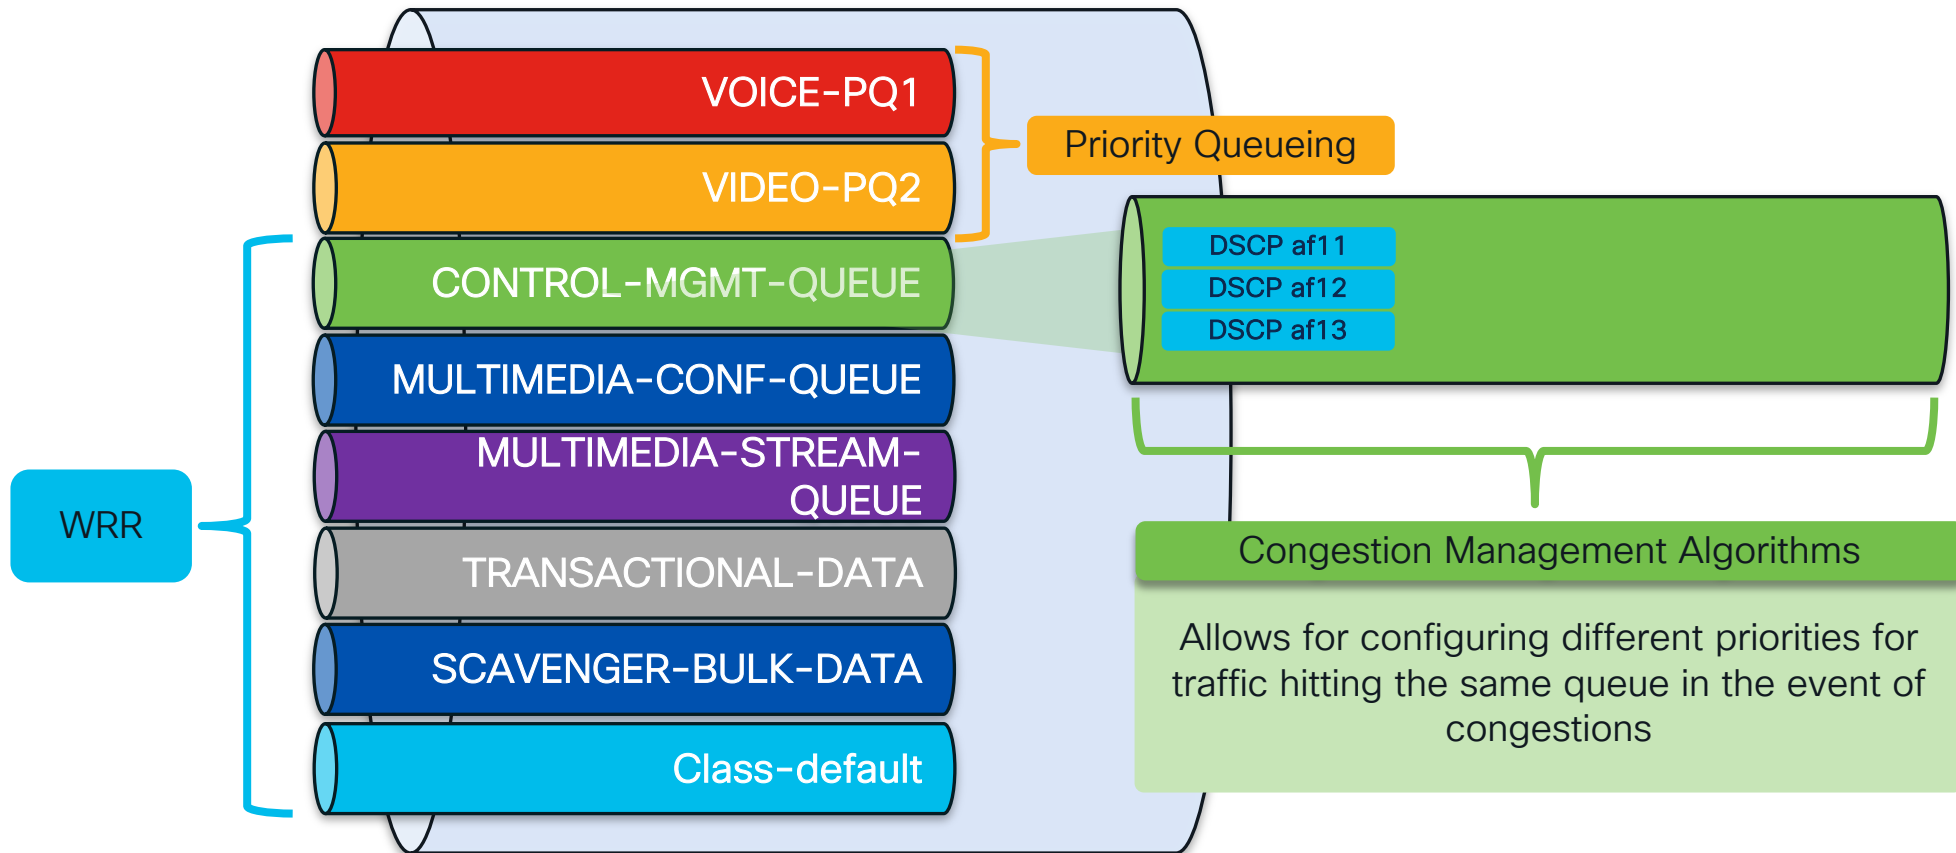 VOICE-PQ1
VIDEO-PQ2
CONTROL-MGMT-QUEUE
MULTIMEDIA-CONF-QUEUE
MULTIMEDIA-STREAM-
QUEUE
TRANSACTIONAL-DATA
SCAVENGER-BULK-DATA
Class-default
WRR
Priority Queueing
DSCP af11
DSCP af12
DSCP af13
Congestion Management Algorithms
Allows for configuring different priorities for
traffic hitting the same queue in the event of
congestions